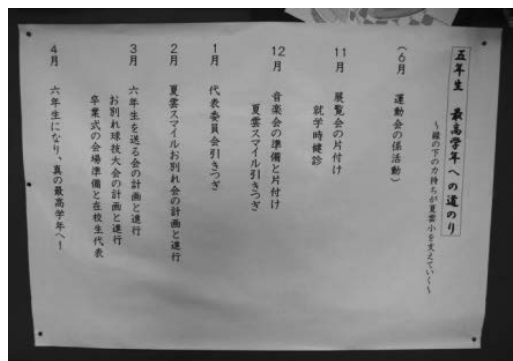 五年生 最高学年への道のり
～縁の下の力持ちが夏雲小を支えていく～
(6月 運動会の係活動)
11月 展覧会の片付け
就学時健診
12月 音楽会の準備と片付け
夏雲スマイル引きつぎ
1月 代表委員会引きつぎ
2月 夏雲スマイルお別れ会の計画と進行
3月 六年生を送る会の計画と進行
お別れ球技大会の計画と進行
卒業式の会場準備と在校生代表
4月 六年生になり、真の最高学年へ!